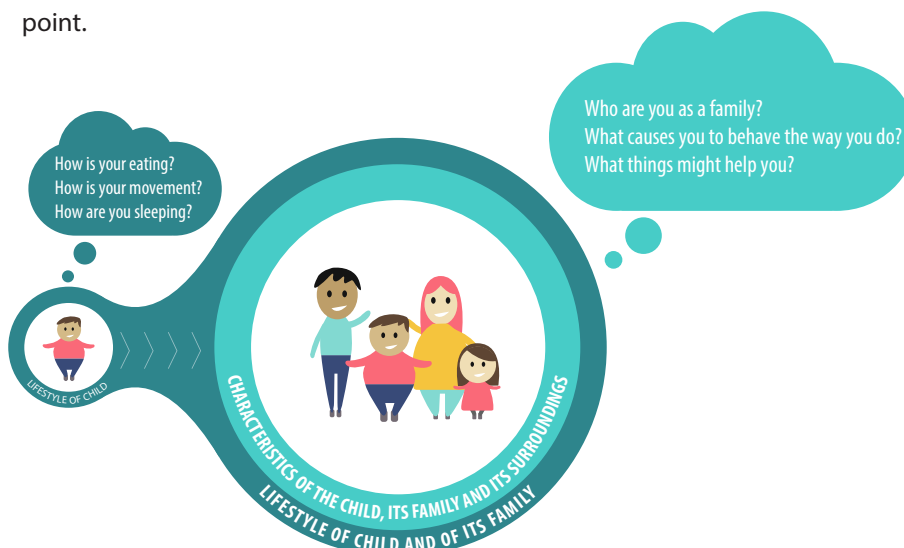 point.
How is your eating?
How is your movement?
How are you sleeping?
Who are you as a family?
What causes you to behave the way you do?
What things might help you?
LIFESTYLE OF CHILD
CHARACTERISTICS OF THE CHILD, ITS FAMILY AND ITS SURROUNDINGS
LIFESTYLE OF CHILD AND OF ITS FAMILY